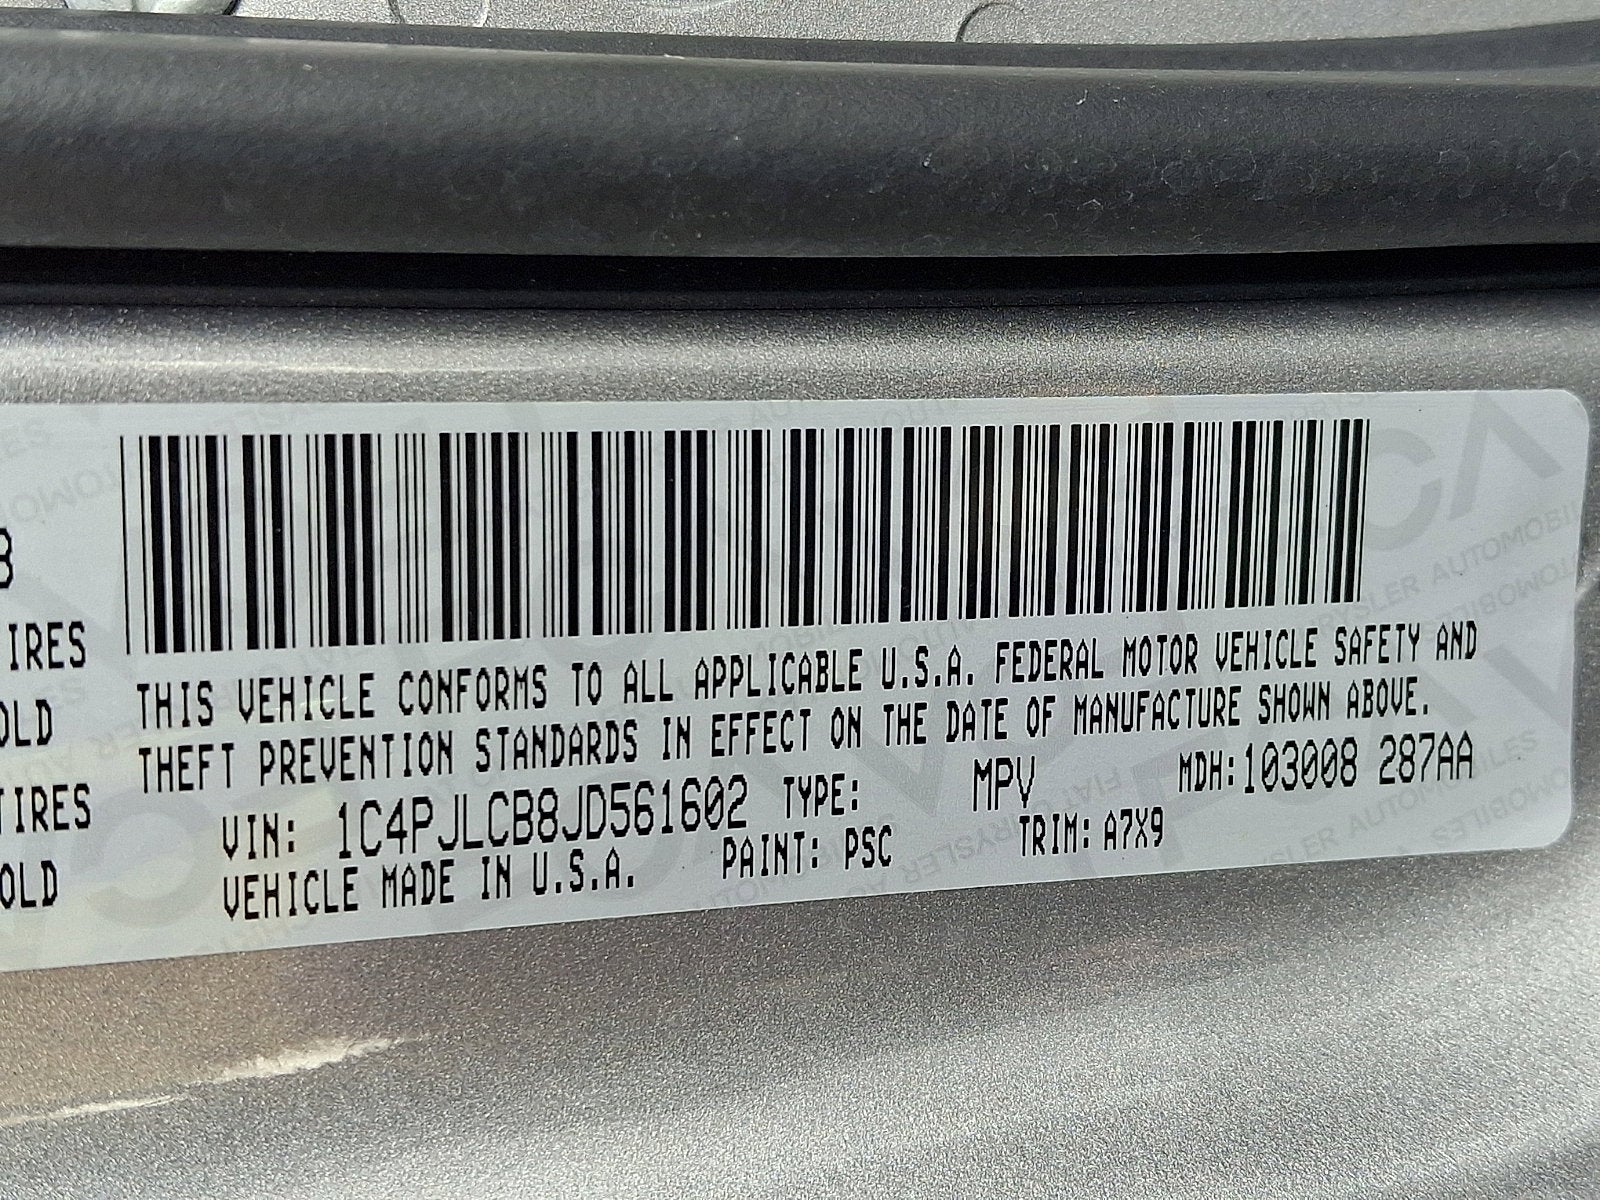 8
IRES
OLD
TIRES
OLD
THIS VEHICLE CONFORMS TO ALL APPLICABLE U.S.A. FEDERAL MOTOR VEHICLE SAFETY AND
THEFT PREVENTION STANDARDS IN EFFECT ON THE DATE OF MANUFACTURE SHOWN ABOVE.
VIN: 1C4PJLCB8JD561602 TYPE: MPV MDH:103008 287AA
VEHICLE MADE IN U.S.A. PAINT: PSC TRIM: A7X9